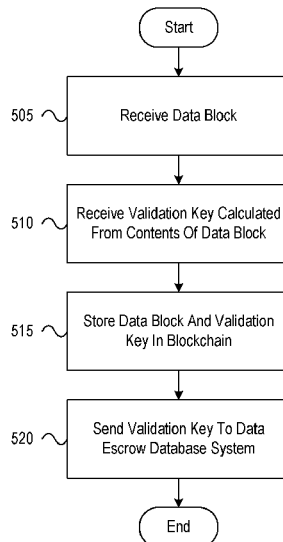 Start
505
Receive Data Block
510
Receive Validation Key Calculated
From Contents Of Data Block
515
Store Data Block And Validation
Key In Blockchain
520
Send Validation Key To Data
Escrow Database System
End